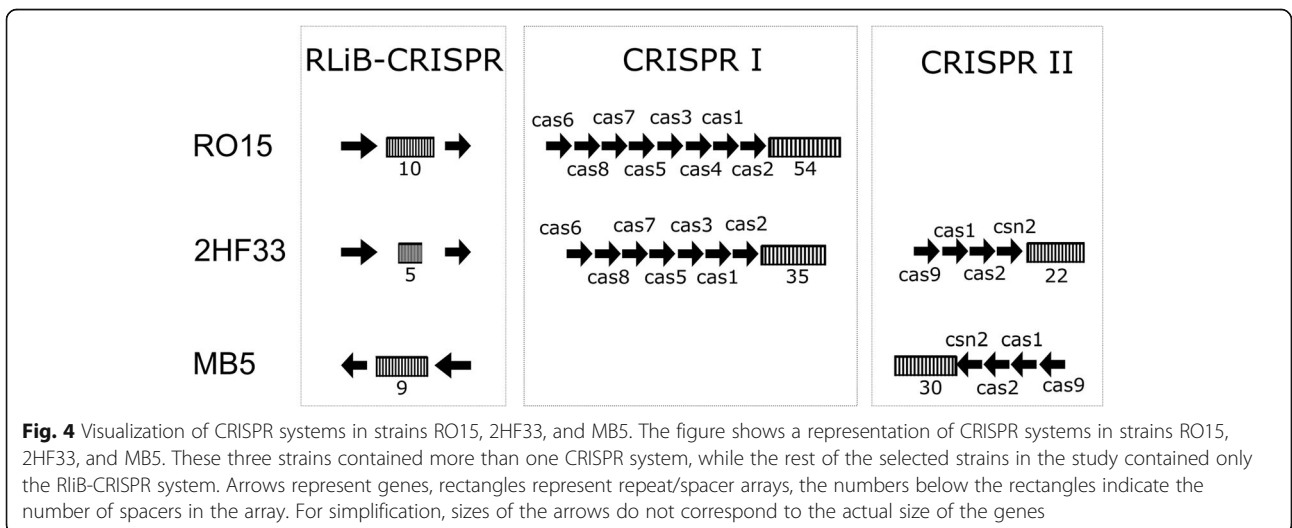 RLiB-CRISPR
CRISPR I
CRISPR II
RO15
10
cas6 cas7 cas3 cas1
cas8 cas5 cas4 cas2 54
2HF33
5
cas6 cas7 cas3 cas2
cas8 cas5 cas1 35
cas1 csn2
cas9 cas2 22
MB5
9
csn2 cas1
30 cas2 cas9
Fig. 4 Visualization of CRISPR systems in strains RO15, 2HF33, and MB5. The figure shows a representation of CRISPR systems in strains RO15,
2HF33, and MB5. These three strains contained more than one CRISPR system, while the rest of the selected strains in the study contained only
the RliB-CRISPR system. Arrows represent genes, rectangles represent repeat/spacer arrays, the numbers below the rectangles indicate the
number of spacers in the array. For simplification, sizes of the arrows do not correspond to the actual size of the genes